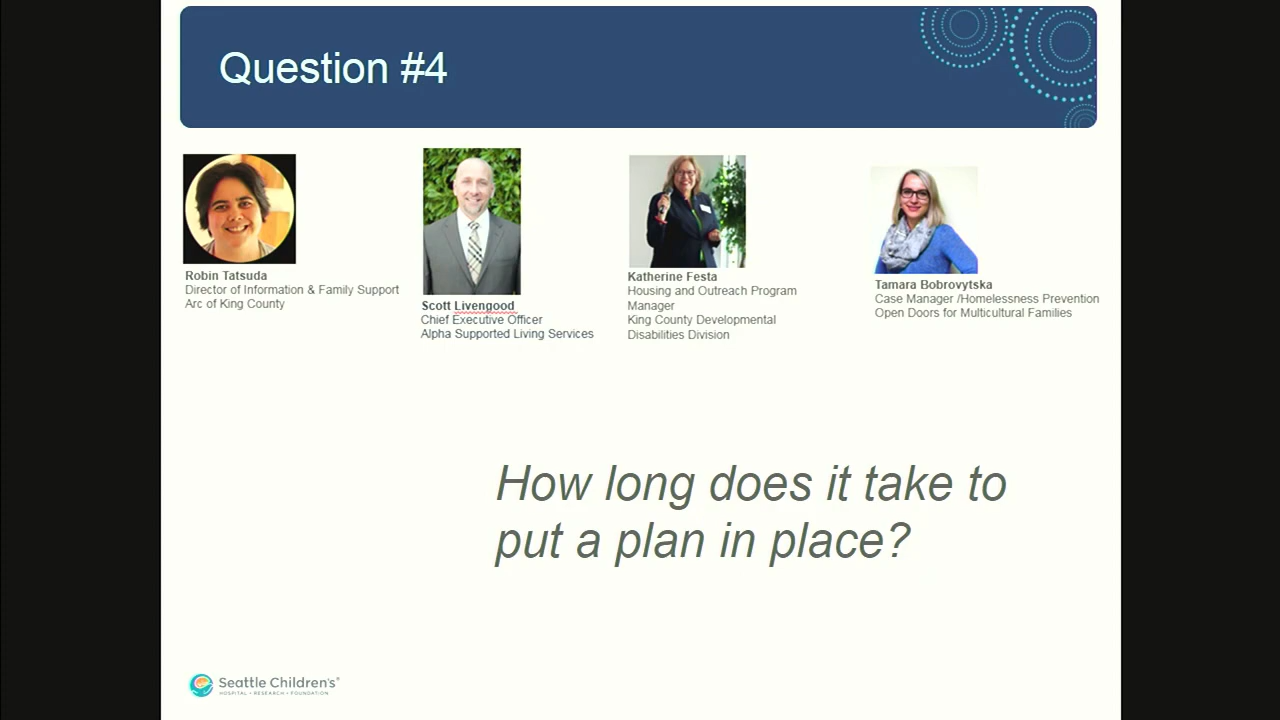 Question #4
Robin Tatsuda
Director of Information & Family Support
Arc of King County
Scott Livengood
Chief Executive Officer
Alpha Supported Living Services
Katherine Festa
Housing and Outreach Program
Manager
King County Developmental
Disabilities Division
Tamara Bobrovytska
Case Manager /Homelessness Prevention
Open Doors for Multicultural Families
How long does it take to
put a plan in place?
Seattle Children's®
HOSPITAL • RESEARCH • FOUNDATION